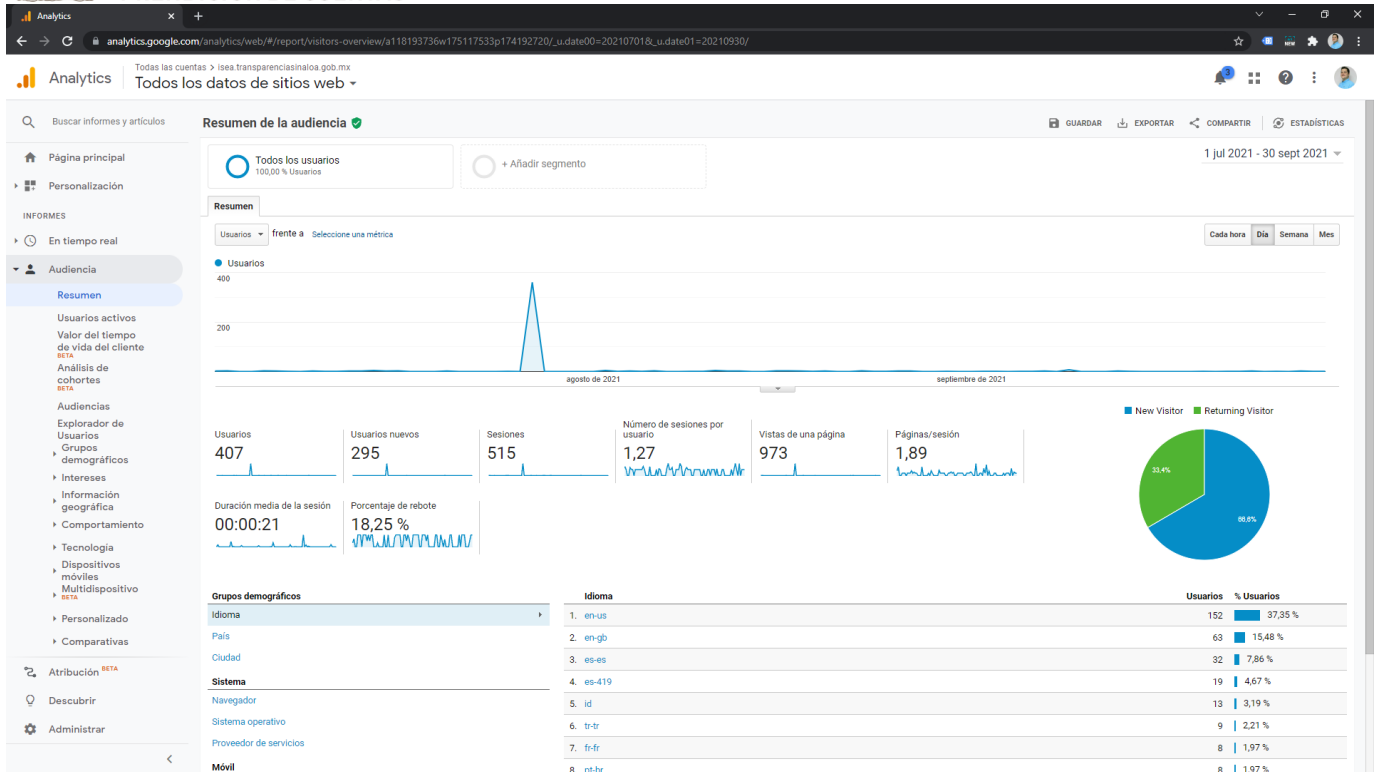 Analytics
analytics.google.com/analytics/web/#/report/visitors-overview/a118193736w175117533p174192720/_u.date00=20210701&_u.date01=20210930/
Analytics
Todas las cuentas > isea.transparenciasinaloa.gob.mx
Todos los datos de sitios web
3
Buscar informes y artículos
Página principal
Personalización
INFORMES
En tiempo real
Audiencia
Resumen
Usuarios activos
Valor del tiempo
de vida del cliente
BETA
Análisis de
cohortes
BETA
Audiencias
Explorador de
Usuarios
Grupos
demográficos
Intereses
Información
geográfica
Comportamiento
Tecnología
Dispositivos
móviles
Multidispositivo
BETA
Personalizado
Comparativas
Atribución BETA
Descubrir
Administrar
Resumen de la audiencia
GUARDAR EXPORTAR COMPARTIR ESTADÍSTICAS
Todos los usuarios
100,00 % Usuarios
+ Añadir segmento
1 jul 2021 - 30 sept 2021
Resumen
Usuarios frente a Seleccione una métrica
Cada hora Día Semana Mes
Usuarios
400
200
agosto de 2021 septiembre de 2021
New Visitor Returning Visitor
33,4%
66,6%
Usuarios
407
Usuarios nuevos
295
Sesiones
515
Número de sesiones por
usuario
1,27
Vistas de una página
973
Páginas/sesión
1,89
Duración media de la sesión
00:00:21
Porcentaje de rebote
18,25 %
Grupos demográficos
Idioma
País
Ciudad
Sistema
Navegador
Sistema operativo
Proveedor de servicios
Móvil
Idioma Usuarios % Usuarios
1. en-us 152 37,35 %
2. en-gb 63 15,48 %
3. es-es 32 7,86 %
4. es-419 19 4,67 %
5. id 13 3,19 %
6. tr-tr 9 2,21 %
7. fr-fr 8 1,97 %
8. pt-br 8 1,97 %